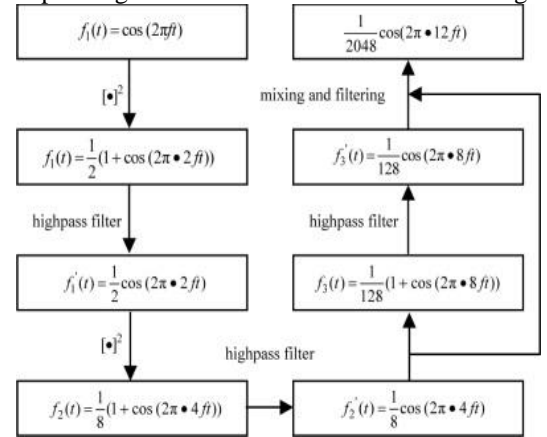 f₁(t) = cos(2πft)
[•]²
f₁(t) = 1/2 (1 + cos(2π • 2ft))
highpass filter
f₁'(t) = 1/2 cos(2π • 2ft)
[•]²
f₂(t) = 1/8 (1 + cos(2π • 4ft))
highpass filter
f₂'(t) = 1/8 cos(2π • 4ft)
f₃(t) = 1/128 (1 + cos(2π • 8ft))
highpass filter
f₃'(t) = 1/128 cos(2π • 8ft)
mixing and filtering
1/2048 cos(2π • 12ft)